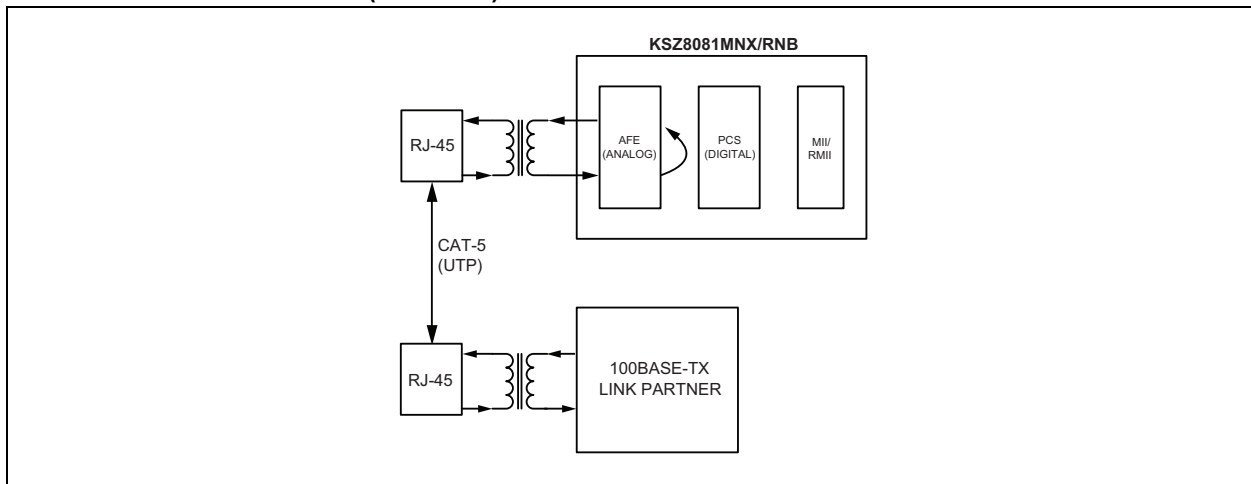 KSZ8081MNX/RNB
RJ-45
AFE
(ANALOG)
PCS
(DIGITAL)
MII/
RMII
CAT-5
(UTP)
RJ-45
100BASE-TX
LINK PARTNER